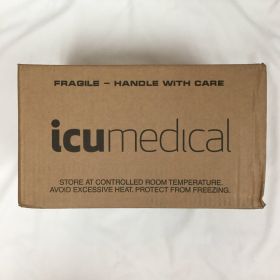 FRAGILE – HANDLE WITH CARE
icumedical
STORE AT CONTROLLED ROOM TEMPERATURE.
AVOID EXCESSIVE HEAT. PROTECT FROM FREEZING.